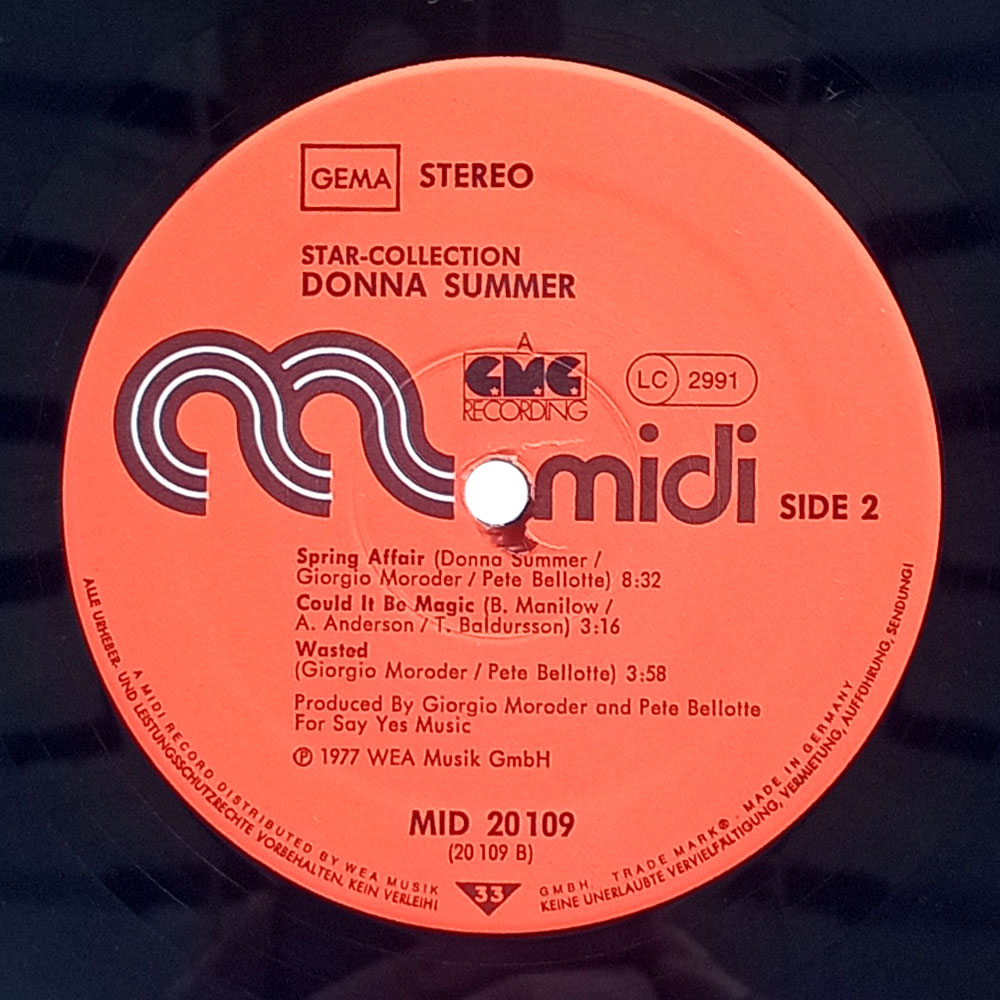 GEMA STEREO
STAR-COLLECTION
DONNA SUMMER
A
GMG
RECORDING
LC 2991
midi
SIDE 2
Spring Affair (Donna Summer /
Giorgio Moroder / Pete Bellotte) 8:32
Could It Be Magic (B. Manilow /
A. Anderson / T. Baldursson) 3:16
Wasted
(Giorgio Moroder / Pete Bellotte) 3:58
Produced By Giorgio Moroder and Pete Bellotte
For Say Yes Music
℗ 1977 WEA Musik GmbH
MID 20 109
(20 109 B)
33
A MIDI RECORD DISTRIBUTED BY WEA MUSIK GMBH. TRADE MARK® · MADE IN GERMANY
ALLE URHEBER- UND LEISTUNGSSCHUTZRECHTE VORBEHALTEN. KEIN VERLEIH! KEINE UNERLAUBTE VERVIELFÄLTIGUNG, VERMIETUNG, AUFFÜHRUNG, SENDUNG!